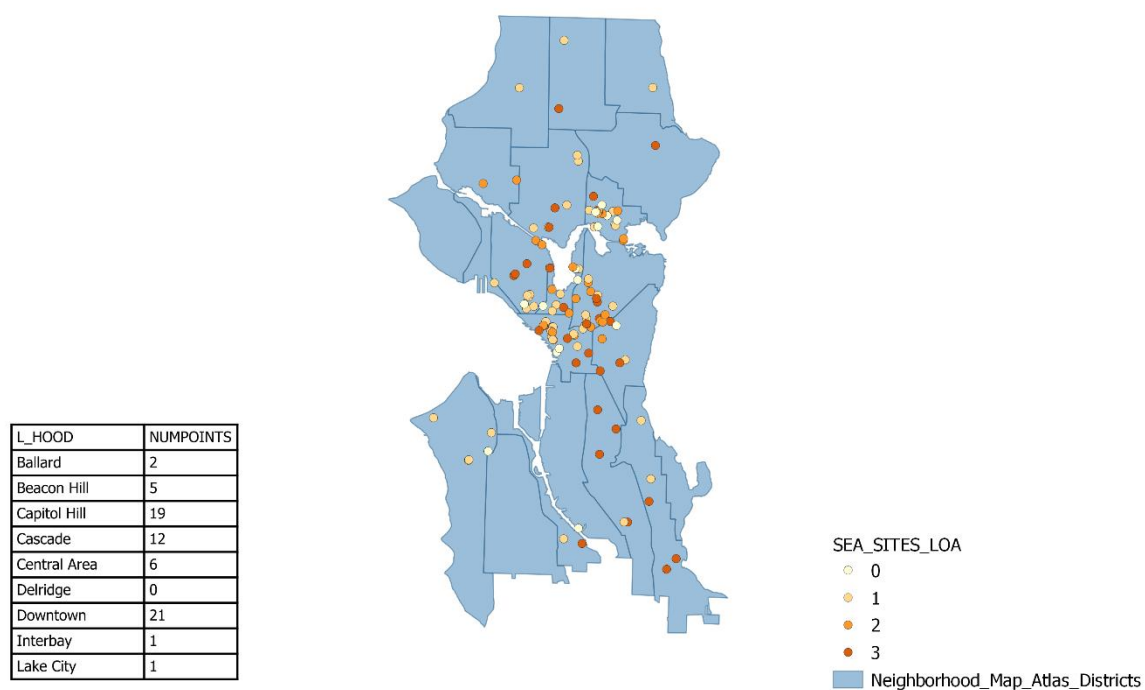 L_HOOD NUMPOINTS
Ballard 2
Beacon Hill 5
Capitol Hill 19
Cascade 12
Central Area 6
Delridge 0
Downtown 21
Interbay 1
Lake City 1
SEA_SITES_LOA
0
1
2
3
Neighborhood_Map_Atlas_Districts